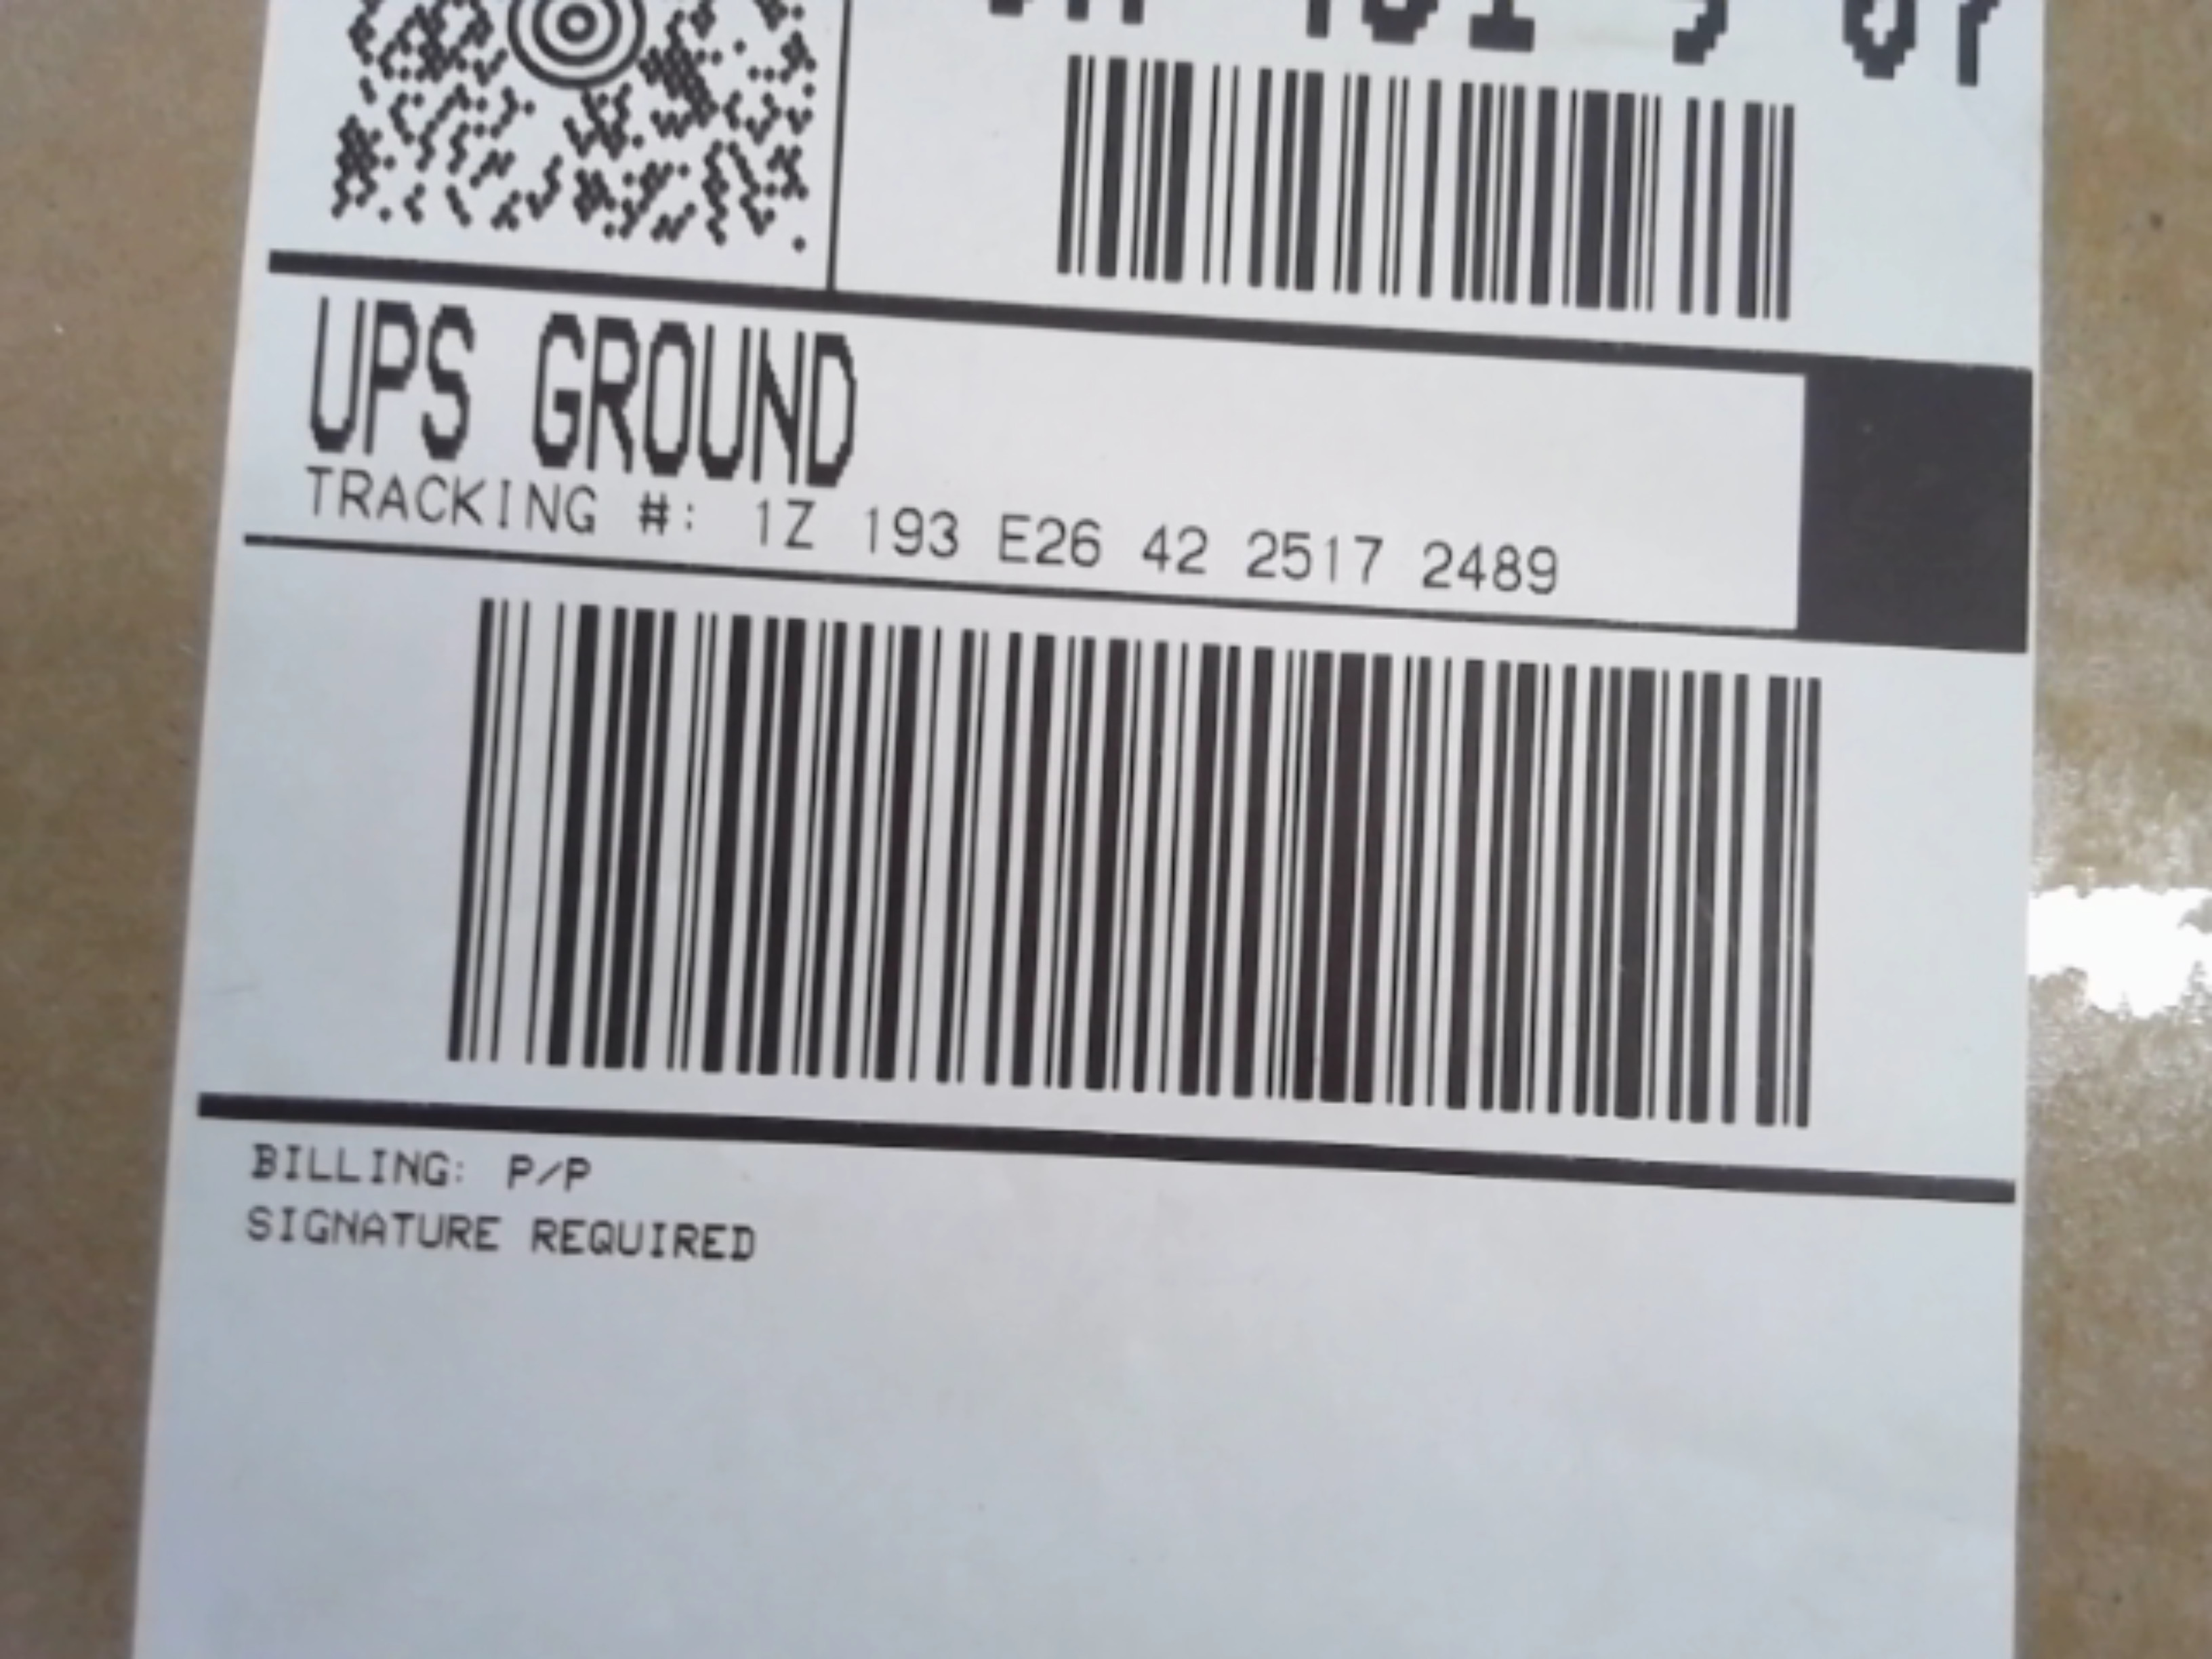 UPS GROUND
TRACKING #: 1Z 193 E26 42 2517 2489
BILLING: P/P
SIGNATURE REQUIRED